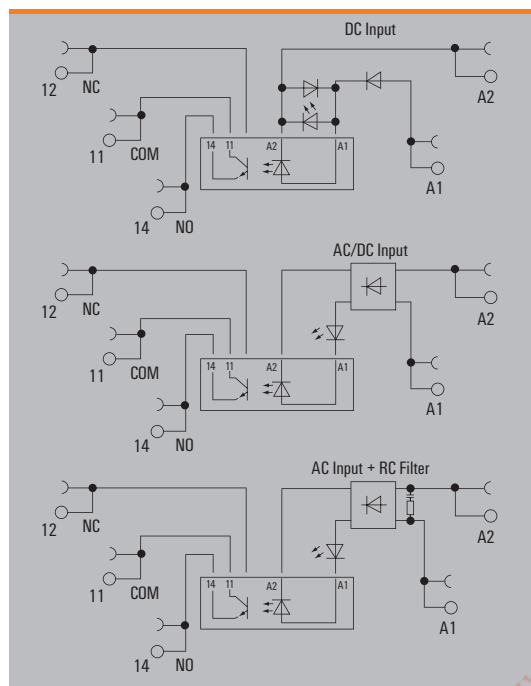 DC Input
12 NC
A2
11 COM
14 11 A2 A1
A1
14 NO
AC/DC Input
12 NC
A2
11 COM
14 11 A2 A1
A1
14 NO
AC Input + RC Filter
12 NC
A2
11 COM
14 11 A2 A1
A1
14 NO